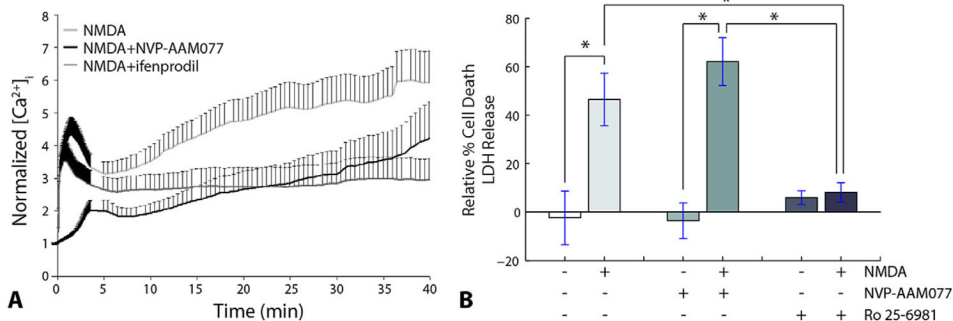 8
7
6
5
4
3
2
1
0
Normalized [Ca²⁺]i
NMDA
NMDA+NVP-AAM077
NMDA+ifenprodil
0 5 10 15 20 25 30 35 40
Time (min)
A
80
60
40
20
0
−20
Relative % Cell Death
LDH Release
*
* * *
- + - + - + NMDA
- - + + - - NVP-AAM077
- - - - + + Ro 25-6981
B